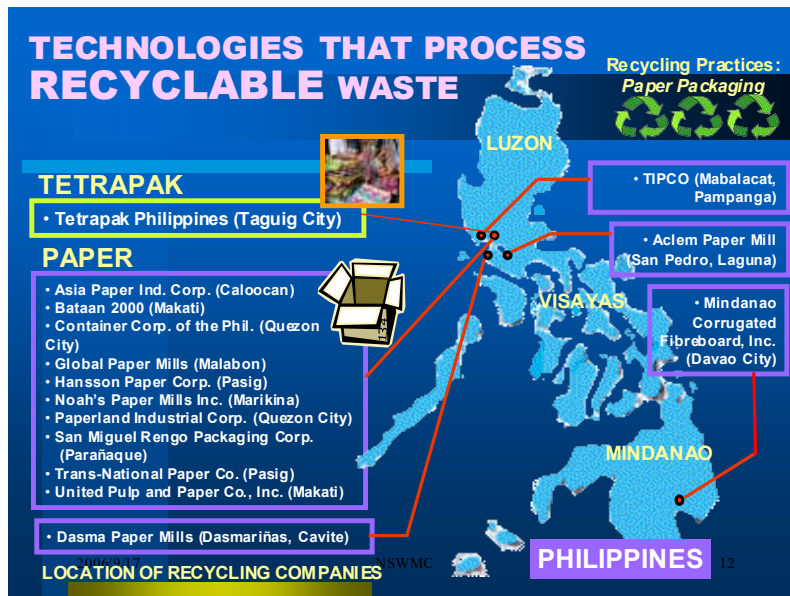 TECHNOLOGIES THAT PROCESS
RECYCLABLE WASTE
Recycling Practices:
Paper Packaging
LUZON
TETRAPAK
• Tetrapak Philippines (Taguig City)
• TIPCO (Mabalacat,
Pampanga)
• Aclem Paper Mill
(San Pedro, Laguna)
PAPER
• Asia Paper Ind. Corp. (Caloocan)
• Bataan 2000 (Makati)
• Container Corp. of the Phil. (Quezon
City)
• Global Paper Mills (Malabon)
• Hansson Paper Corp. (Pasig)
• Noah's Paper Mills Inc. (Marikina)
• Paperland Industrial Corp. (Quezon City)
• San Miguel Rengo Packaging Corp.
(Parañaque)
• Trans-National Paper Co. (Pasig)
• United Pulp and Paper Co., Inc. (Makati)
VISAYAS
• Mindanao
Corrugated
Fibreboard, Inc.
(Davao City)
MINDANAO
• Dasma Paper Mills (Dasmariñas, Cavite)
2006/9/17
NSWMC
PHILIPPINES
12
LOCATION OF RECYCLING COMPANIES